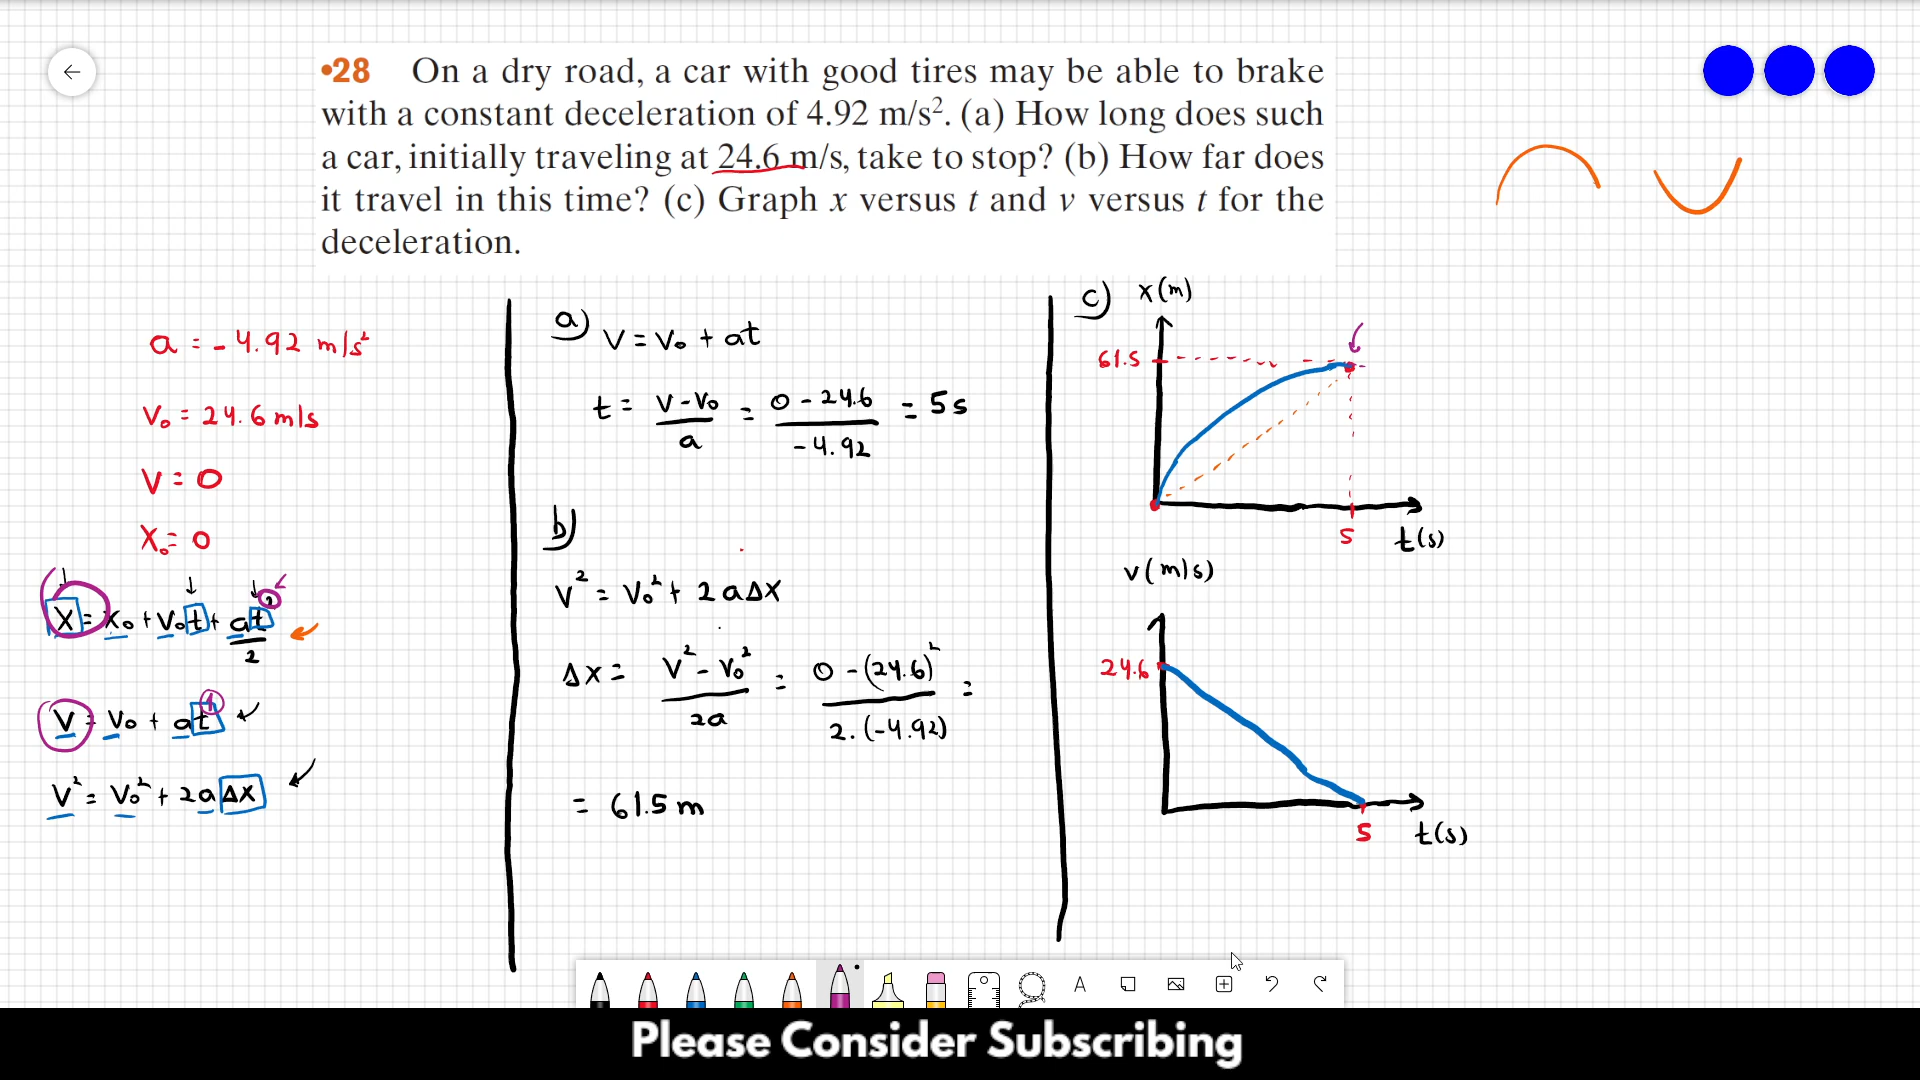 •28 On a dry road, a car with good tires may be able to brake
with a constant deceleration of 4.92 m/s². (a) How long does such
a car, initially traveling at 24.6 m/s, take to stop? (b) How far does
it travel in this time? (c) Graph x versus t and v versus t for the
deceleration.
a = -4.92 m/s²
V₀ = 24.6 m/s
V = 0
X₀ = 0
X = X₀ + V₀t + at²/2
V = V₀ + at¹
V² = V₀² + 2aΔX
a) V = V₀ + at
t = (V - V₀)/a = (0 - 24.6)/(-4.92) = 5s
b)
V² = V₀² + 2aΔX
ΔX = (V² - V₀²)/(2a) = (0 - (24.6)²)/(2.(-4.92)) =
= 61.5 m
c) X(m)
61.5
5
t(s)
V(m/s)
24.6
5
t(s)
A
Please Consider Subscribing